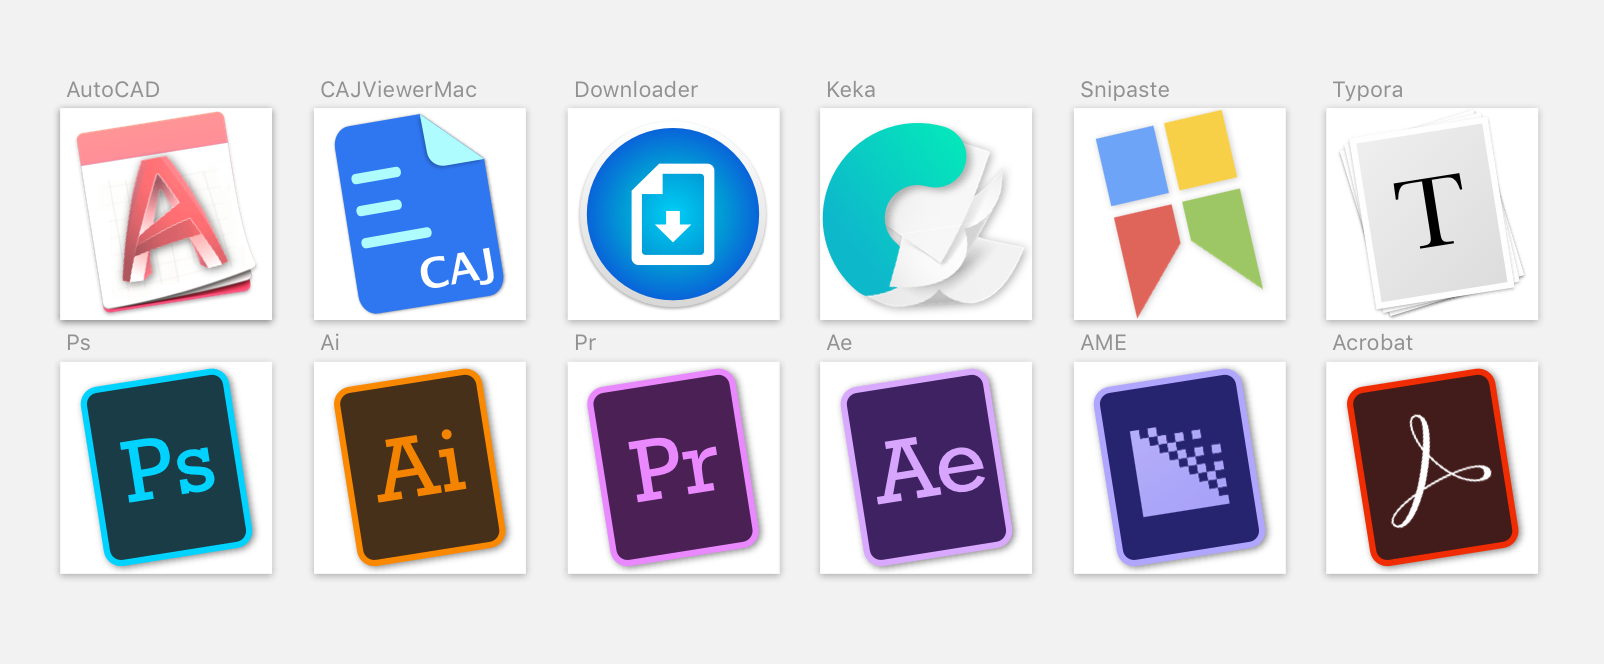 AutoCAD CAJViewerMac Downloader Keka Snipaste Typora
A CAJ T
Ps Ai Pr Ae AME Acrobat
Ps Ai Pr Ae